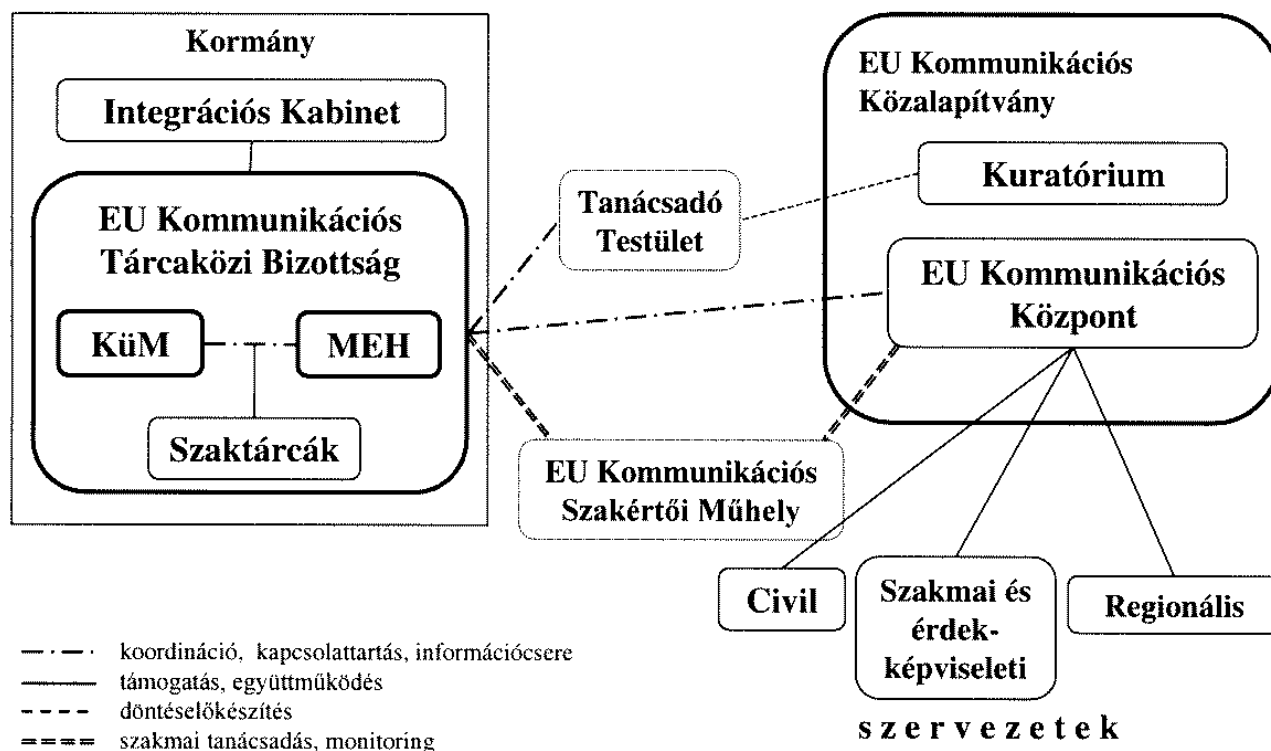 Kormány
Integrációs Kabinet
EU Kommunikációs
Tárcaközi Bizottság
KüM
MEH
Szaktárcák
Tanácsadó
Testület
EU Kommunikációs
Szakértői Műhely
EU Kommunikációs
Közalapítvány
Kuratórium
EU Kommunikációs
Központ
Civil
Szakmai és
érdek-
képviseleti
Regionális
szervezetek
koordináció, kapcsolattartás, információcsere
támogatás, együttműködés
döntéselőkészítés
szakmai tanácsadás, monitoring